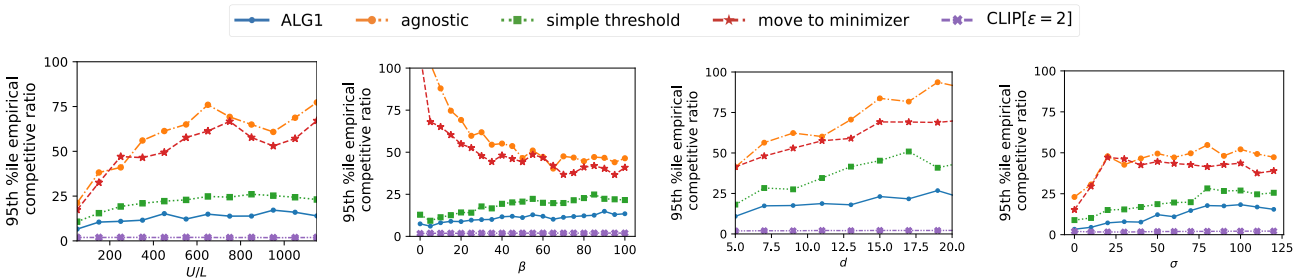 ALG1 agnostic simple threshold move to minimizer CLIP[ε = 2]
95th %ile empirical
competitive ratio
100
75
50
25
0
200 400 600 800 1000
U/L
95th %ile empirical
competitive ratio
100
75
50
25
0
0 20 40 60 80 100
β
95th %ile empirical
competitive ratio
100
75
50
25
0
5.0 7.5 10.0 12.5 15.0 17.5 20.0
d
95th %ile empirical
competitive ratio
100
75
50
25
0
0 25 50 75 100 125
σ